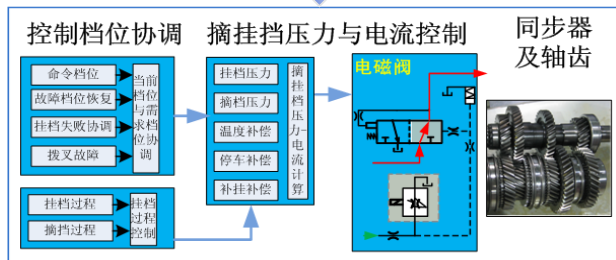 控制档位协调
摘挂挡压力与电流控制
同步器
及轴齿
命令档位
故障档位恢复
挂档失败协调
拨叉故障
当前档位与需求档位协调
挂档过程
摘挡过程
挂档过程控制
挂档压力
摘档压力
温度补偿
停车补偿
补挂补偿
摘挂档压力-电流计算
电磁阀